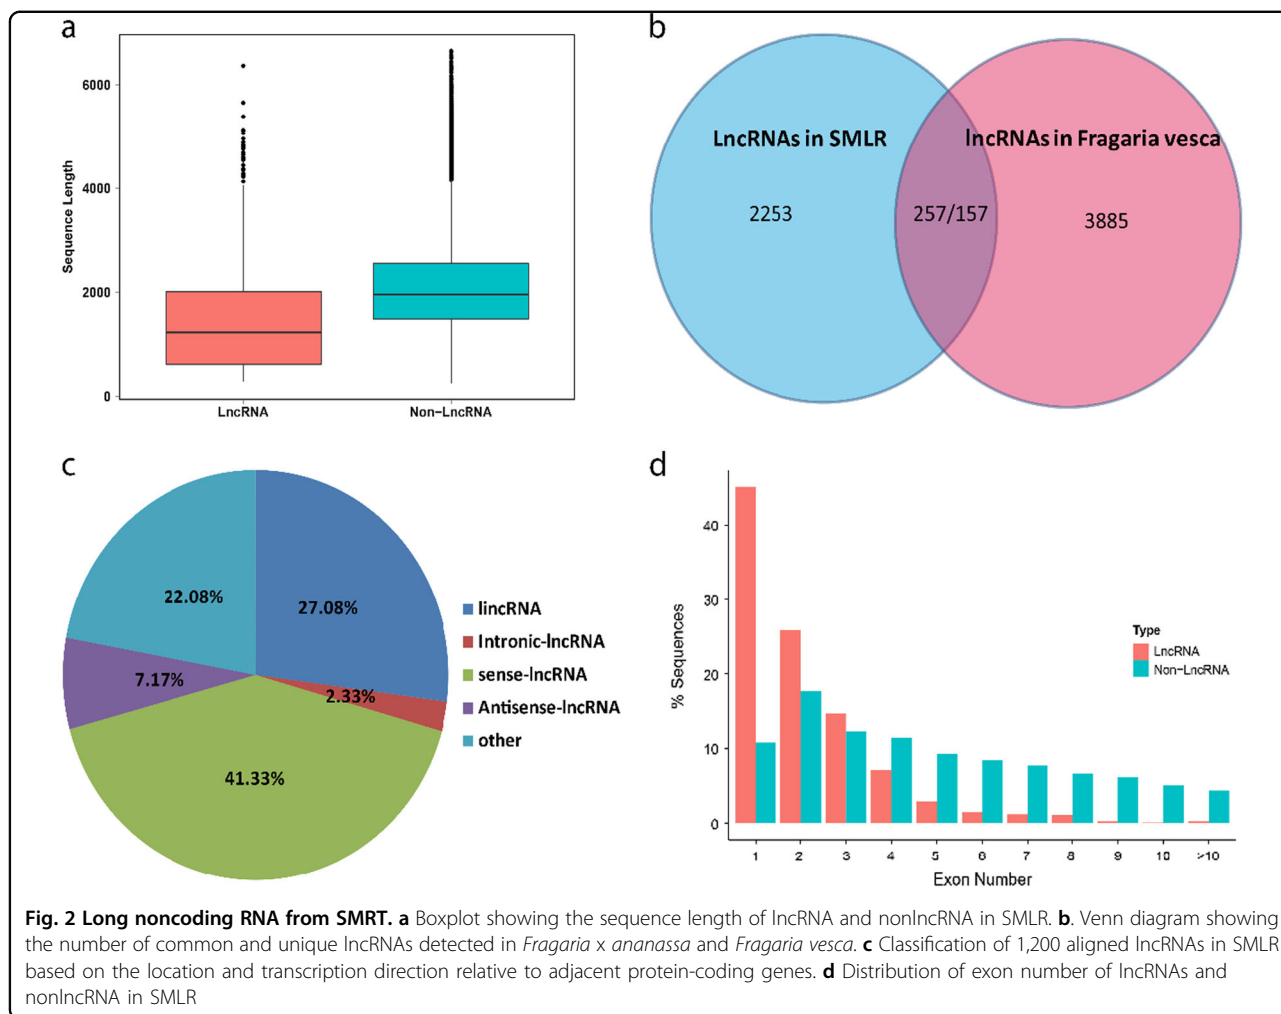 a
6000
4000
2000
0
Sequence Length
LncRNA
Non-LncRNA
b
LncRNAs in SMLR
lncRNAs in Fragaria vesca
2253
257/157
3885
c
22.08%
27.08%
7.17%
2.33%
41.33%
lincRNA
Intronic-lncRNA
sense-lncRNA
Antisense-lncRNA
other
d
40
30
20
10
0
% Sequences
1 2 3 4 5 6 7 8 9 10 >10
Exon Number
Type
LncRNA
Non-LncRNA
Fig. 2 Long noncoding RNA from SMRT. a Boxplot showing the sequence length of lncRNA and nonlncRNA in SMLR. b. Venn diagram showing
the number of common and unique lncRNAs detected in Fragaria x ananassa and Fragaria vesca. c Classification of 1,200 aligned lncRNAs in SMLR
based on the location and transcription direction relative to adjacent protein-coding genes. d Distribution of exon number of lncRNAs and
nonlncRNA in SMLR